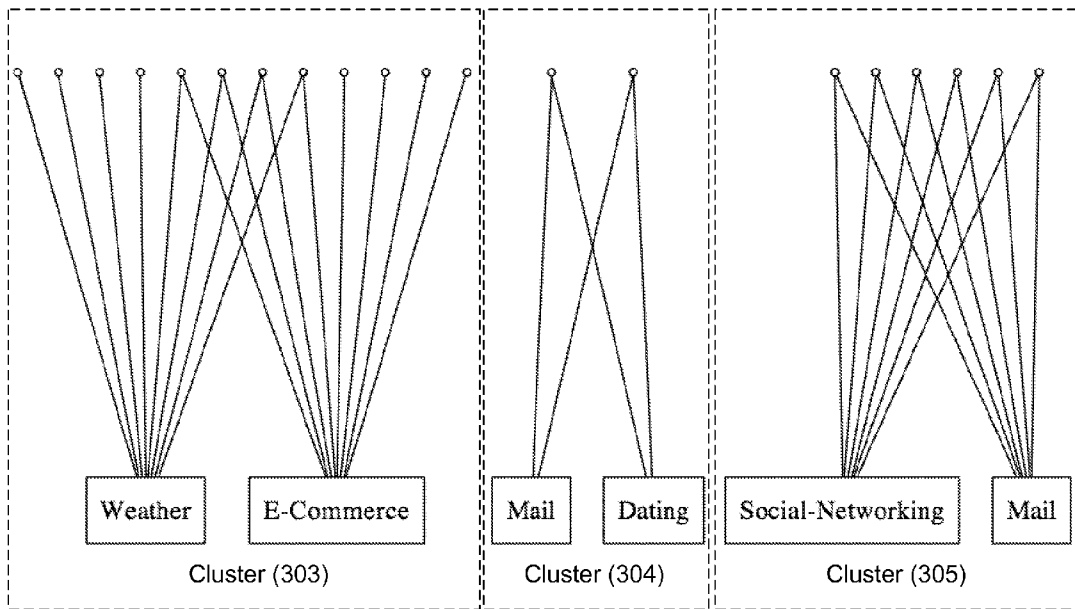 Weather E-Commerce Mail Dating Social-Networking Mail
Cluster (303) Cluster (304) Cluster (305)